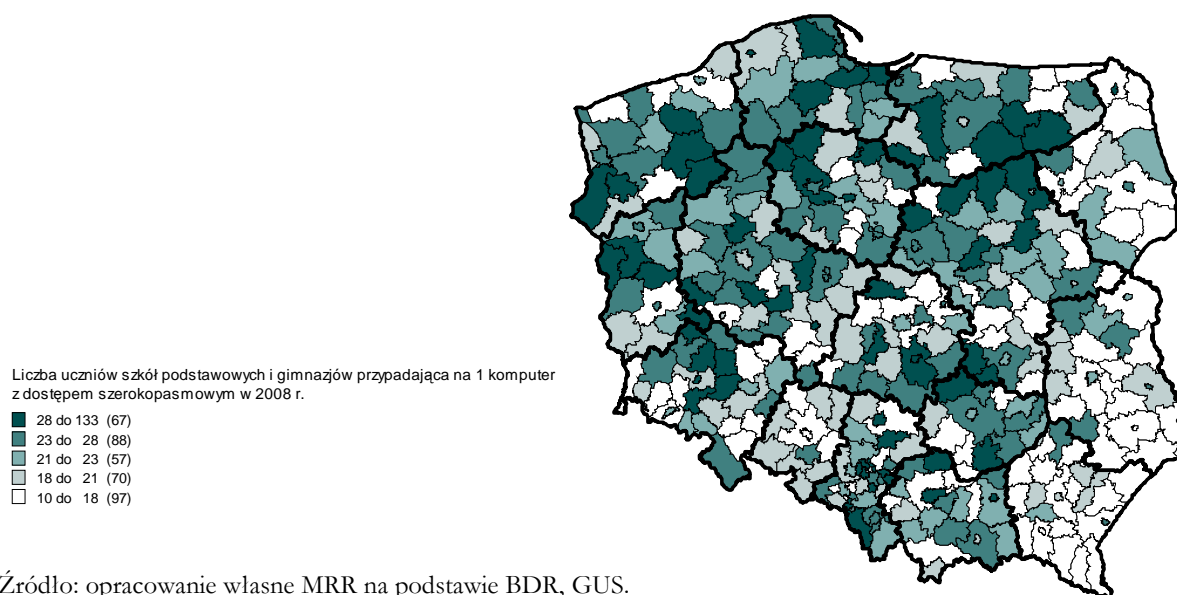 Liczba uczniów szkół podstawowych i gimnazjów przypadająca na 1 komputer
z dostępem szerokopasmowym w 2008 r.
28 do 133 (67)
23 do 28 (88)
21 do 23 (57)
18 do 21 (70)
10 do 18 (97)
Źródło: opracowanie własne MRR na podstawie BDR, GUS.